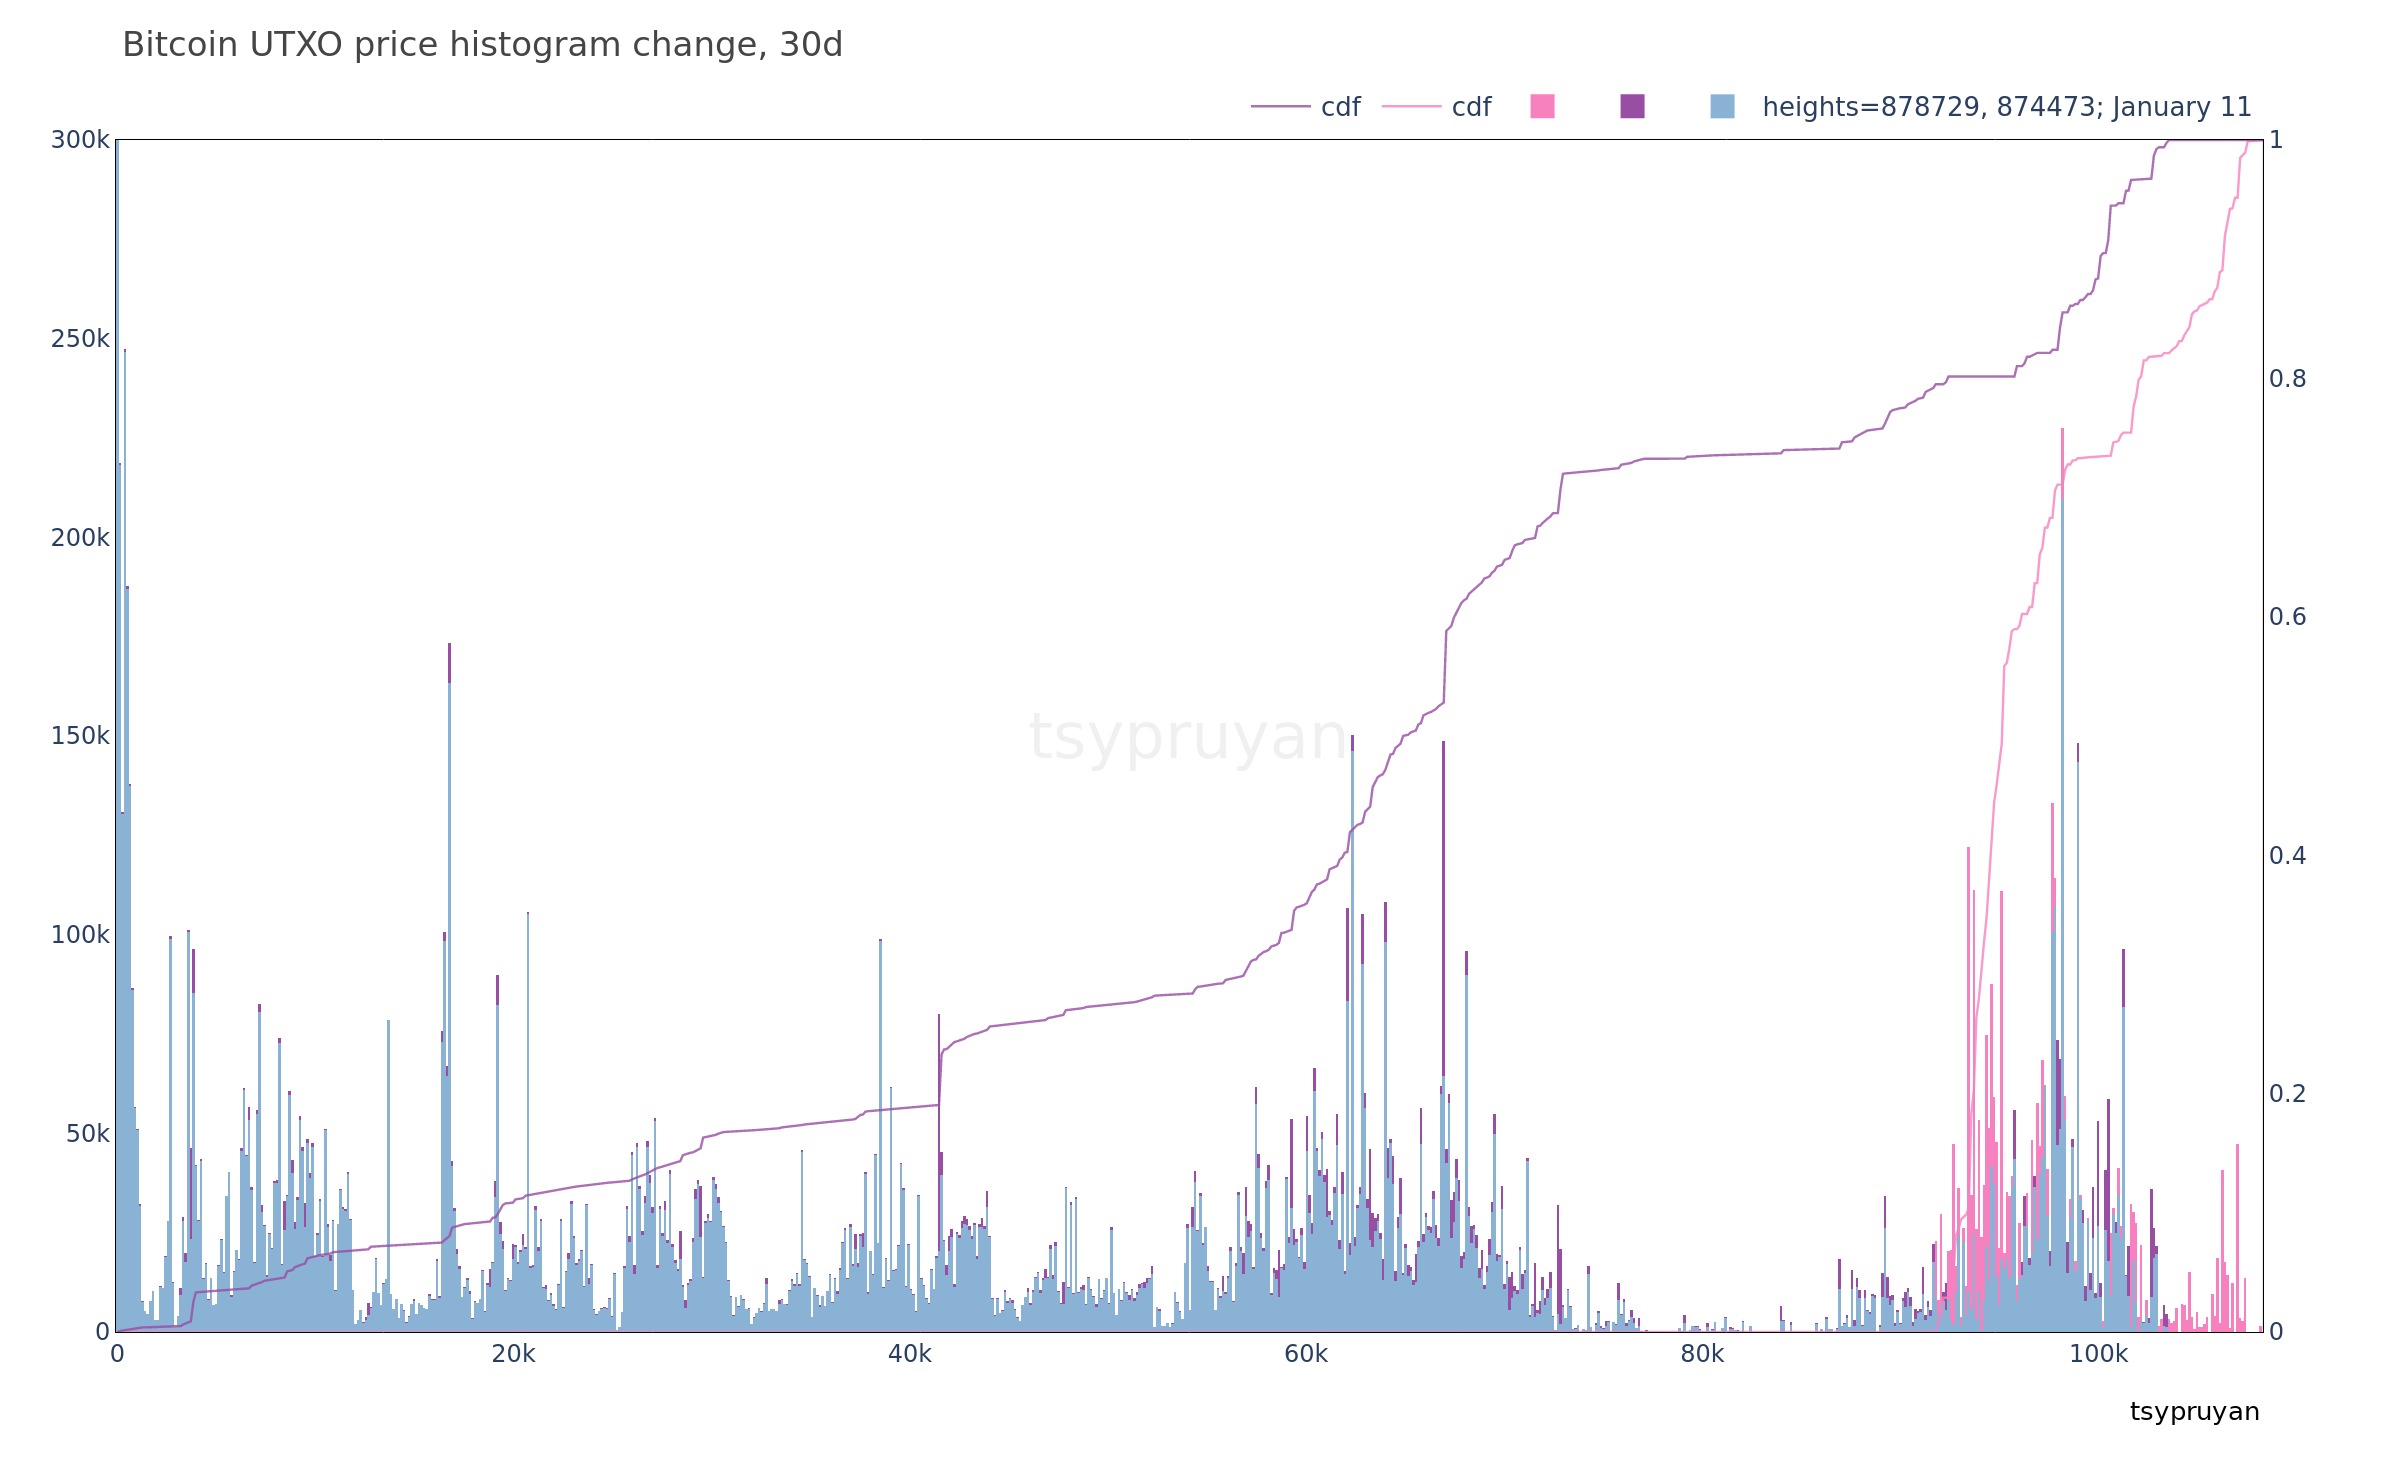 Bitcoin UTXO price histogram change, 30d
cdf cdf heights=878729, 874473; January 11
300k
250k
200k
150k
100k
50k
0
1
0.8
0.6
0.4
0.2
0
tsypruyan
0 20k 40k 60k 80k 100k
tsypruyan